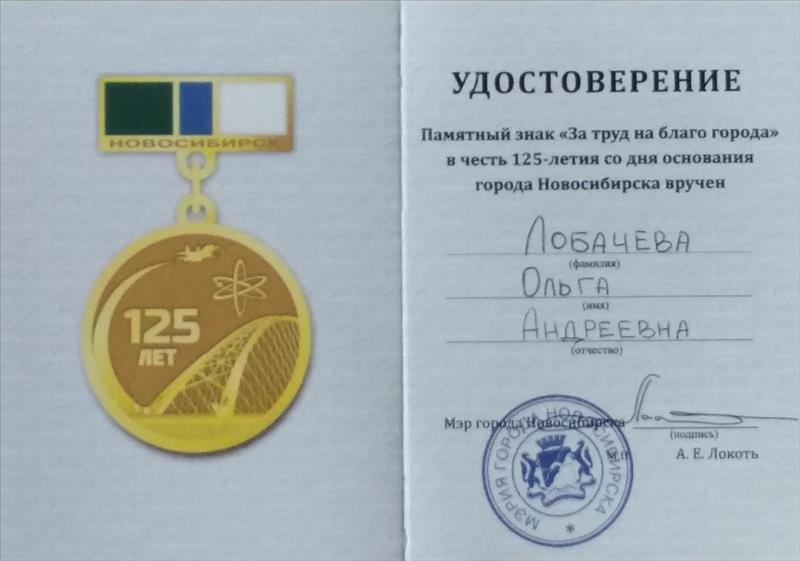 НОВОСИБИРСК
125
ЛЕТ
УДОСТОВЕРЕНИЕ
Памятный знак «За труд на благо города»
в честь 125-летия со дня основания
города Новосибирска вручен
ЛОБАЧЕВА
(фамилия)
ОЛЬГА
(имя)
АНДРЕЕВНА
(отчество)
Мэр города Новосибирска
(подпись)
М.П. А. Е. Локоть
МЭРИЯ ГОРОДА НОВОСИБИРСКА